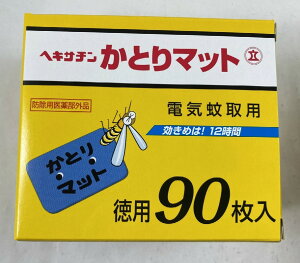 ヘキサチン かとりマット
防除用医薬部外品
電気蚊取用
効きめは! 12時間
かとり
マット
徳用 90枚入